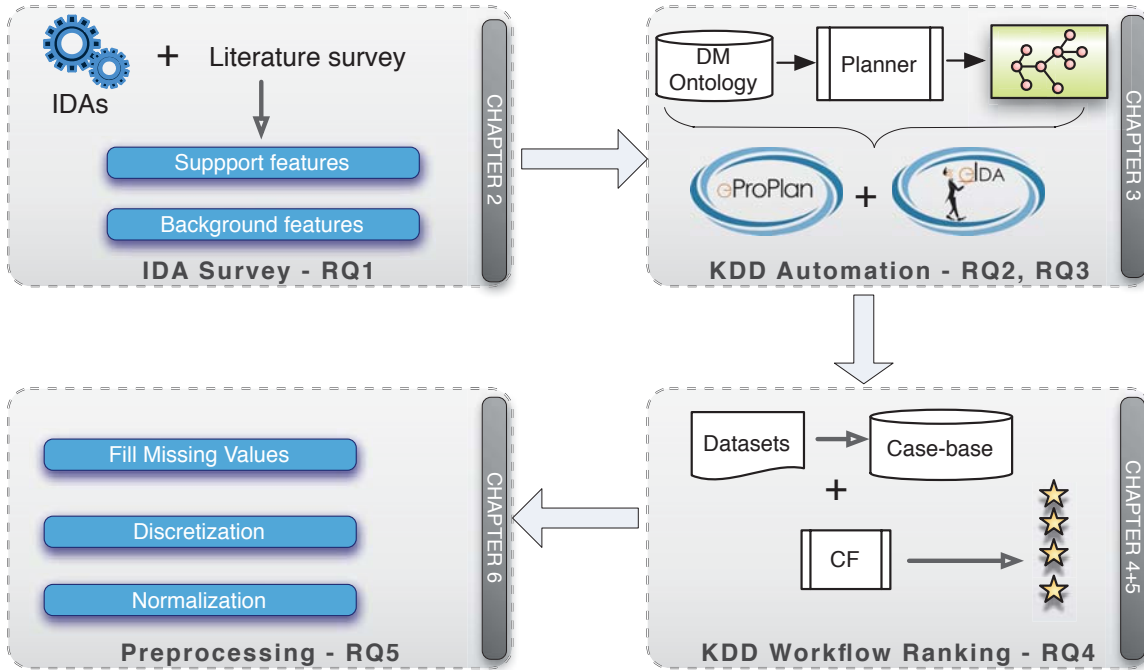 IDAs
+
Literature survey
Suppport features
Background features
IDA Survey - RQ1
CHAPTER 2
DM
Ontology
Planner
eProPlan
+
eIDA
KDD Automation - RQ2, RQ3
CHAPTER 3
Datasets
Case-base
+
CF
KDD Workflow Ranking - RQ4
CHAPTER 4+5
Fill Missing Values
Discretization
Normalization
Preprocessing - RQ5
CHAPTER 6